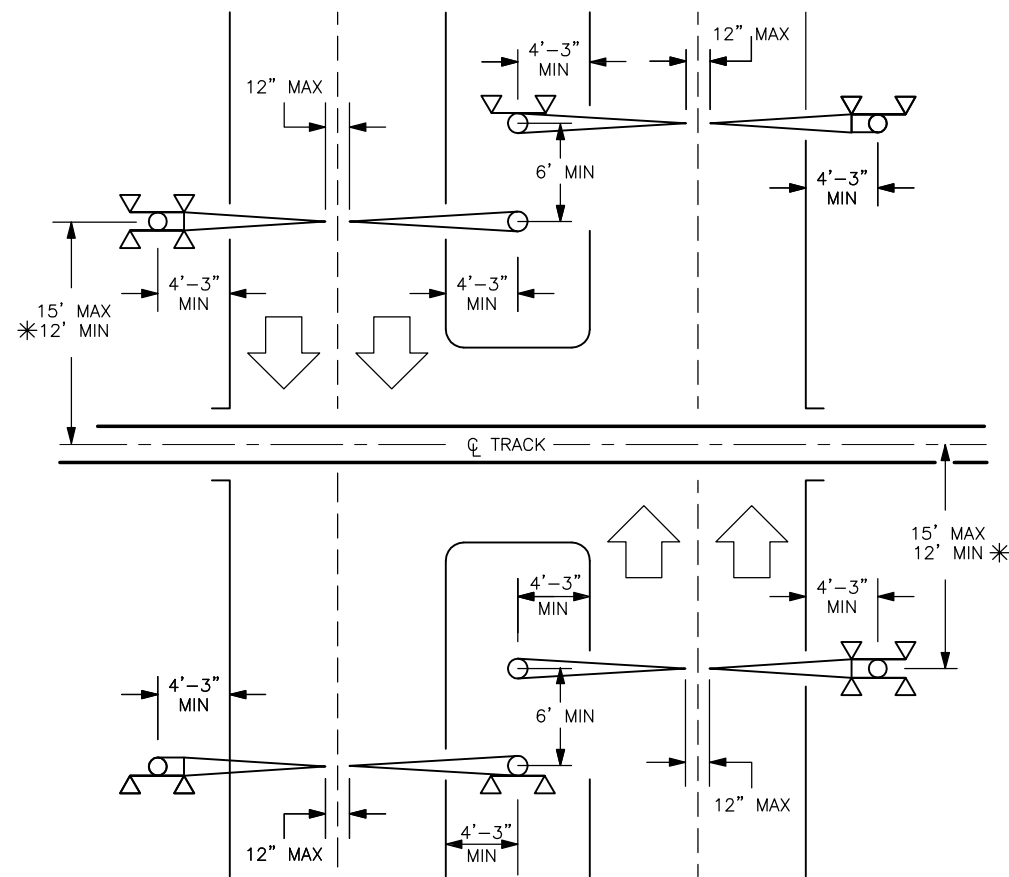 12" MAX
4'-3"
MIN
12" MAX
6' MIN
4'-3"
MIN
4'-3"
MIN
4'-3"
MIN
15' MAX
✳12' MIN
℄ TRACK
15' MAX
12' MIN ✳
4'-3"
MIN
4'-3"
MIN
4'-3"
MIN
6' MIN
12" MAX
4'-3"
MIN
12" MAX